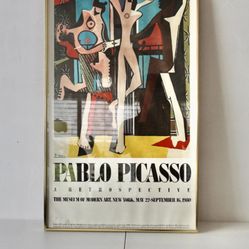 PABLO PICASSO
A RETROSPECTIVE
THE MUSEUM OF MODERN ART, NEW YORK, MAY 22-SEPTEMBER 16, 1980